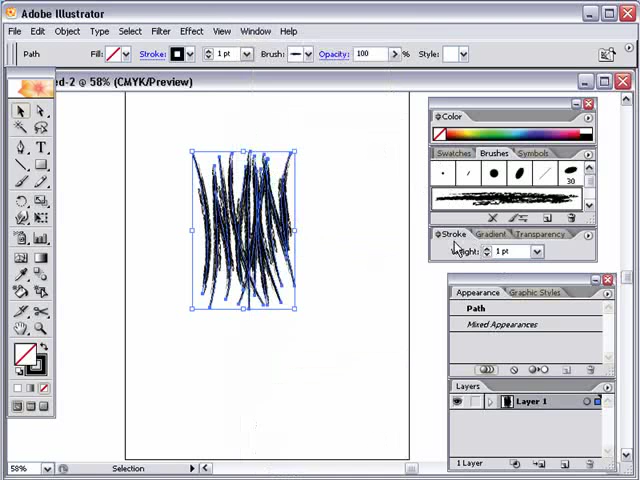 Adobe Illustrator
File Edit Object Type Select Filter Effect View Window Help
Path Fill: Stroke: 1 pt Brush: Opacity: 100 Style:
ed-2 @ 58% (CMYK/Preview)
Color
Swatches Brushes Symbols
30
Stroke Gradient Transparency
Weight: 1 pt
Appearance Graphic Styles
Path
Mixed Appearances
Layers
Layer 1
1 Layer
58% Selection